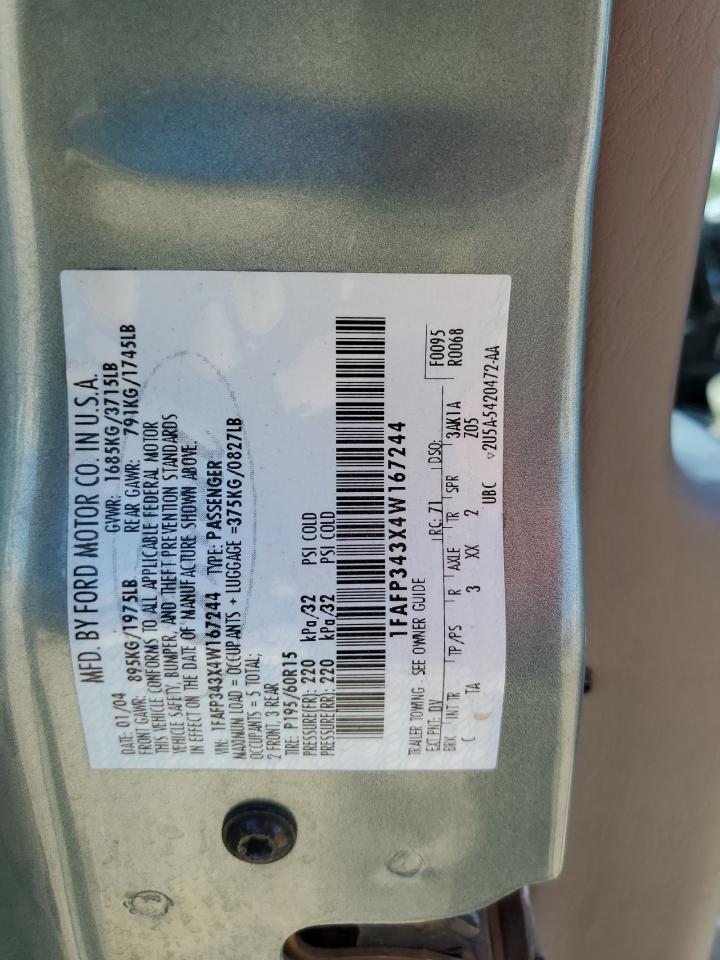 MFD. BY FORD MOTOR CO. IN U.S.A.
DATE: 01/04 GVWR: 1685KG/3715LB
FRONT GAWR: 895KG/1975LB REAR GAWR: 791KG/1745LB
THIS VEHICLE CONFORMS TO ALL APPLICABLE FEDERAL MOTOR
VEHICLE SAFETY, BUMPER, AND THEFT PREVENTION STANDARDS
IN EFFECT ON THE DATE OF MANUFACTURE SHOWN ABOVE.
VIN: 1FAFP343X4W167244 TYPE: PASSENGER
MAXIMUM LOAD = OCCUPANTS + LUGGAGE =375KG/0827LB
OCCUPANTS = 5 TOTAL;
2 FRONT, 3 REAR
TIRE: P195/60R15
PRESSURE(FR): 220 kPa/32 PSI COLD
PRESSURE(RR): 220 kPa/32 PSI COLD
1FAFP343X4W167244
TRAILER TOWING - SEE OWNER GUIDE
F0095
EXT PNT: DV RC: 71 DSO: R0068
BRK INT TR TP/PS R AXLE TR SPR 3AK1A
C TA 3 XX 2 Z05
UBC ▽2U5A-5420472-AA